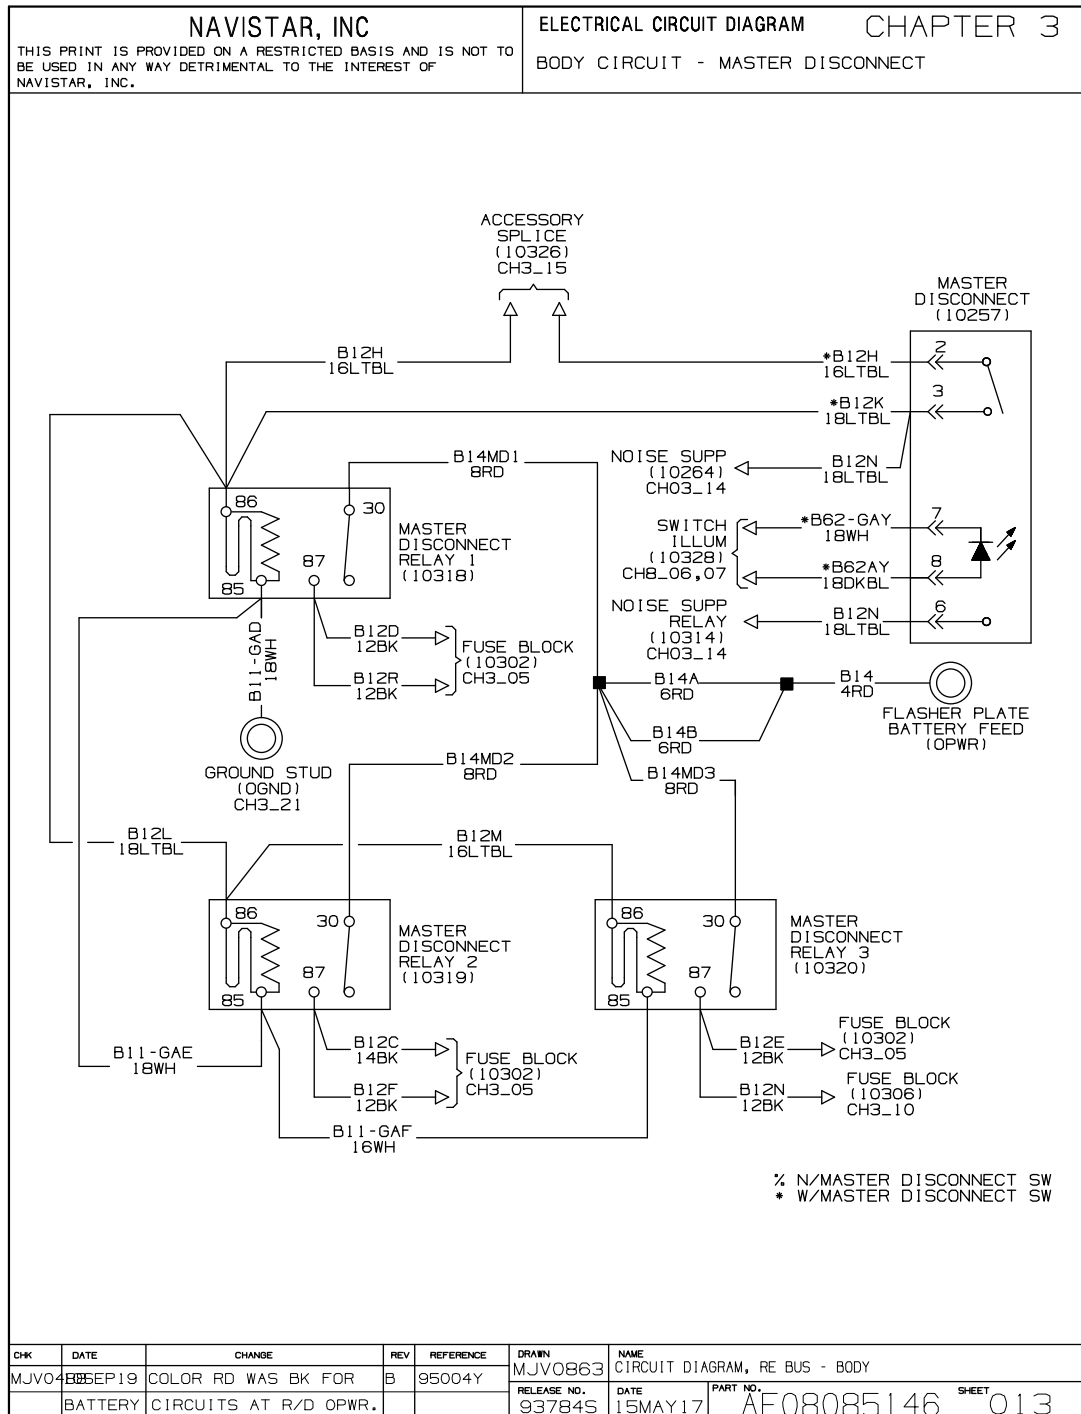 NAVISTAR, INC
THIS PRINT IS PROVIDED ON A RESTRICTED BASIS AND IS NOT TO
BE USED IN ANY WAY DETRIMENTAL TO THE INTEREST OF
NAVISTAR, INC.
ELECTRICAL CIRCUIT DIAGRAM
CHAPTER 3
BODY CIRCUIT - MASTER DISCONNECT
ACCESSORY
SPLICE
(10326)
CH3_15
MASTER
DISCONNECT
(10257)
B12H
16LTBL
*B12H
16LTBL
2
*B12K
18LTBL
3
B14MD1
8RD
NOISE SUPP
(10264)
CH03_14
B12N
18LTBL
86
30
87
85
MASTER
DISCONNECT
RELAY 1
(10318)
SWITCH
ILLUM
(10328)
CH8_06,07
*B62-GAY
18WH
7
*B62AY
18DKBL
8
NOISE SUPP
RELAY
(10314)
CH03_14
B12N
18LTBL
6
B11-GAD
18WH
B12D
12BK
B12R
12BK
FUSE BLOCK
(10302)
CH3_05
B14A
6RD
B14
4RD
FLASHER PLATE
BATTERY FEED
(OPWR)
B14B
6RD
GROUND STUD
(OGND)
CH3_21
B14MD2
8RD
B14MD3
8RD
B12L
18LTBL
B12M
16LTBL
86
30
87
85
MASTER
DISCONNECT
RELAY 2
(10319)
86
30
87
85
MASTER
DISCONNECT
RELAY 3
(10320)
B11-GAE
18WH
B12C
14BK
B12F
12BK
FUSE BLOCK
(10302)
CH3_05
B12E
12BK
FUSE BLOCK
(10302)
CH3_05
B12N
12BK
FUSE BLOCK
(10306)
CH3_10
B11-GAF
16WH
% N/MASTER DISCONNECT SW
* W/MASTER DISCONNECT SW
CHK DATE CHANGE REV REFERENCE
05SEP19 COLOR RD WAS BK FOR B 95004Y
BATTERY CIRCUITS AT R/D OPWR.
DRAWN
MJV0863
NAME
CIRCUIT DIAGRAM, RE BUS - BODY
RELEASE NO.
93784S
DATE
15MAY17
PART NO.
AF08085146
SHEET
013